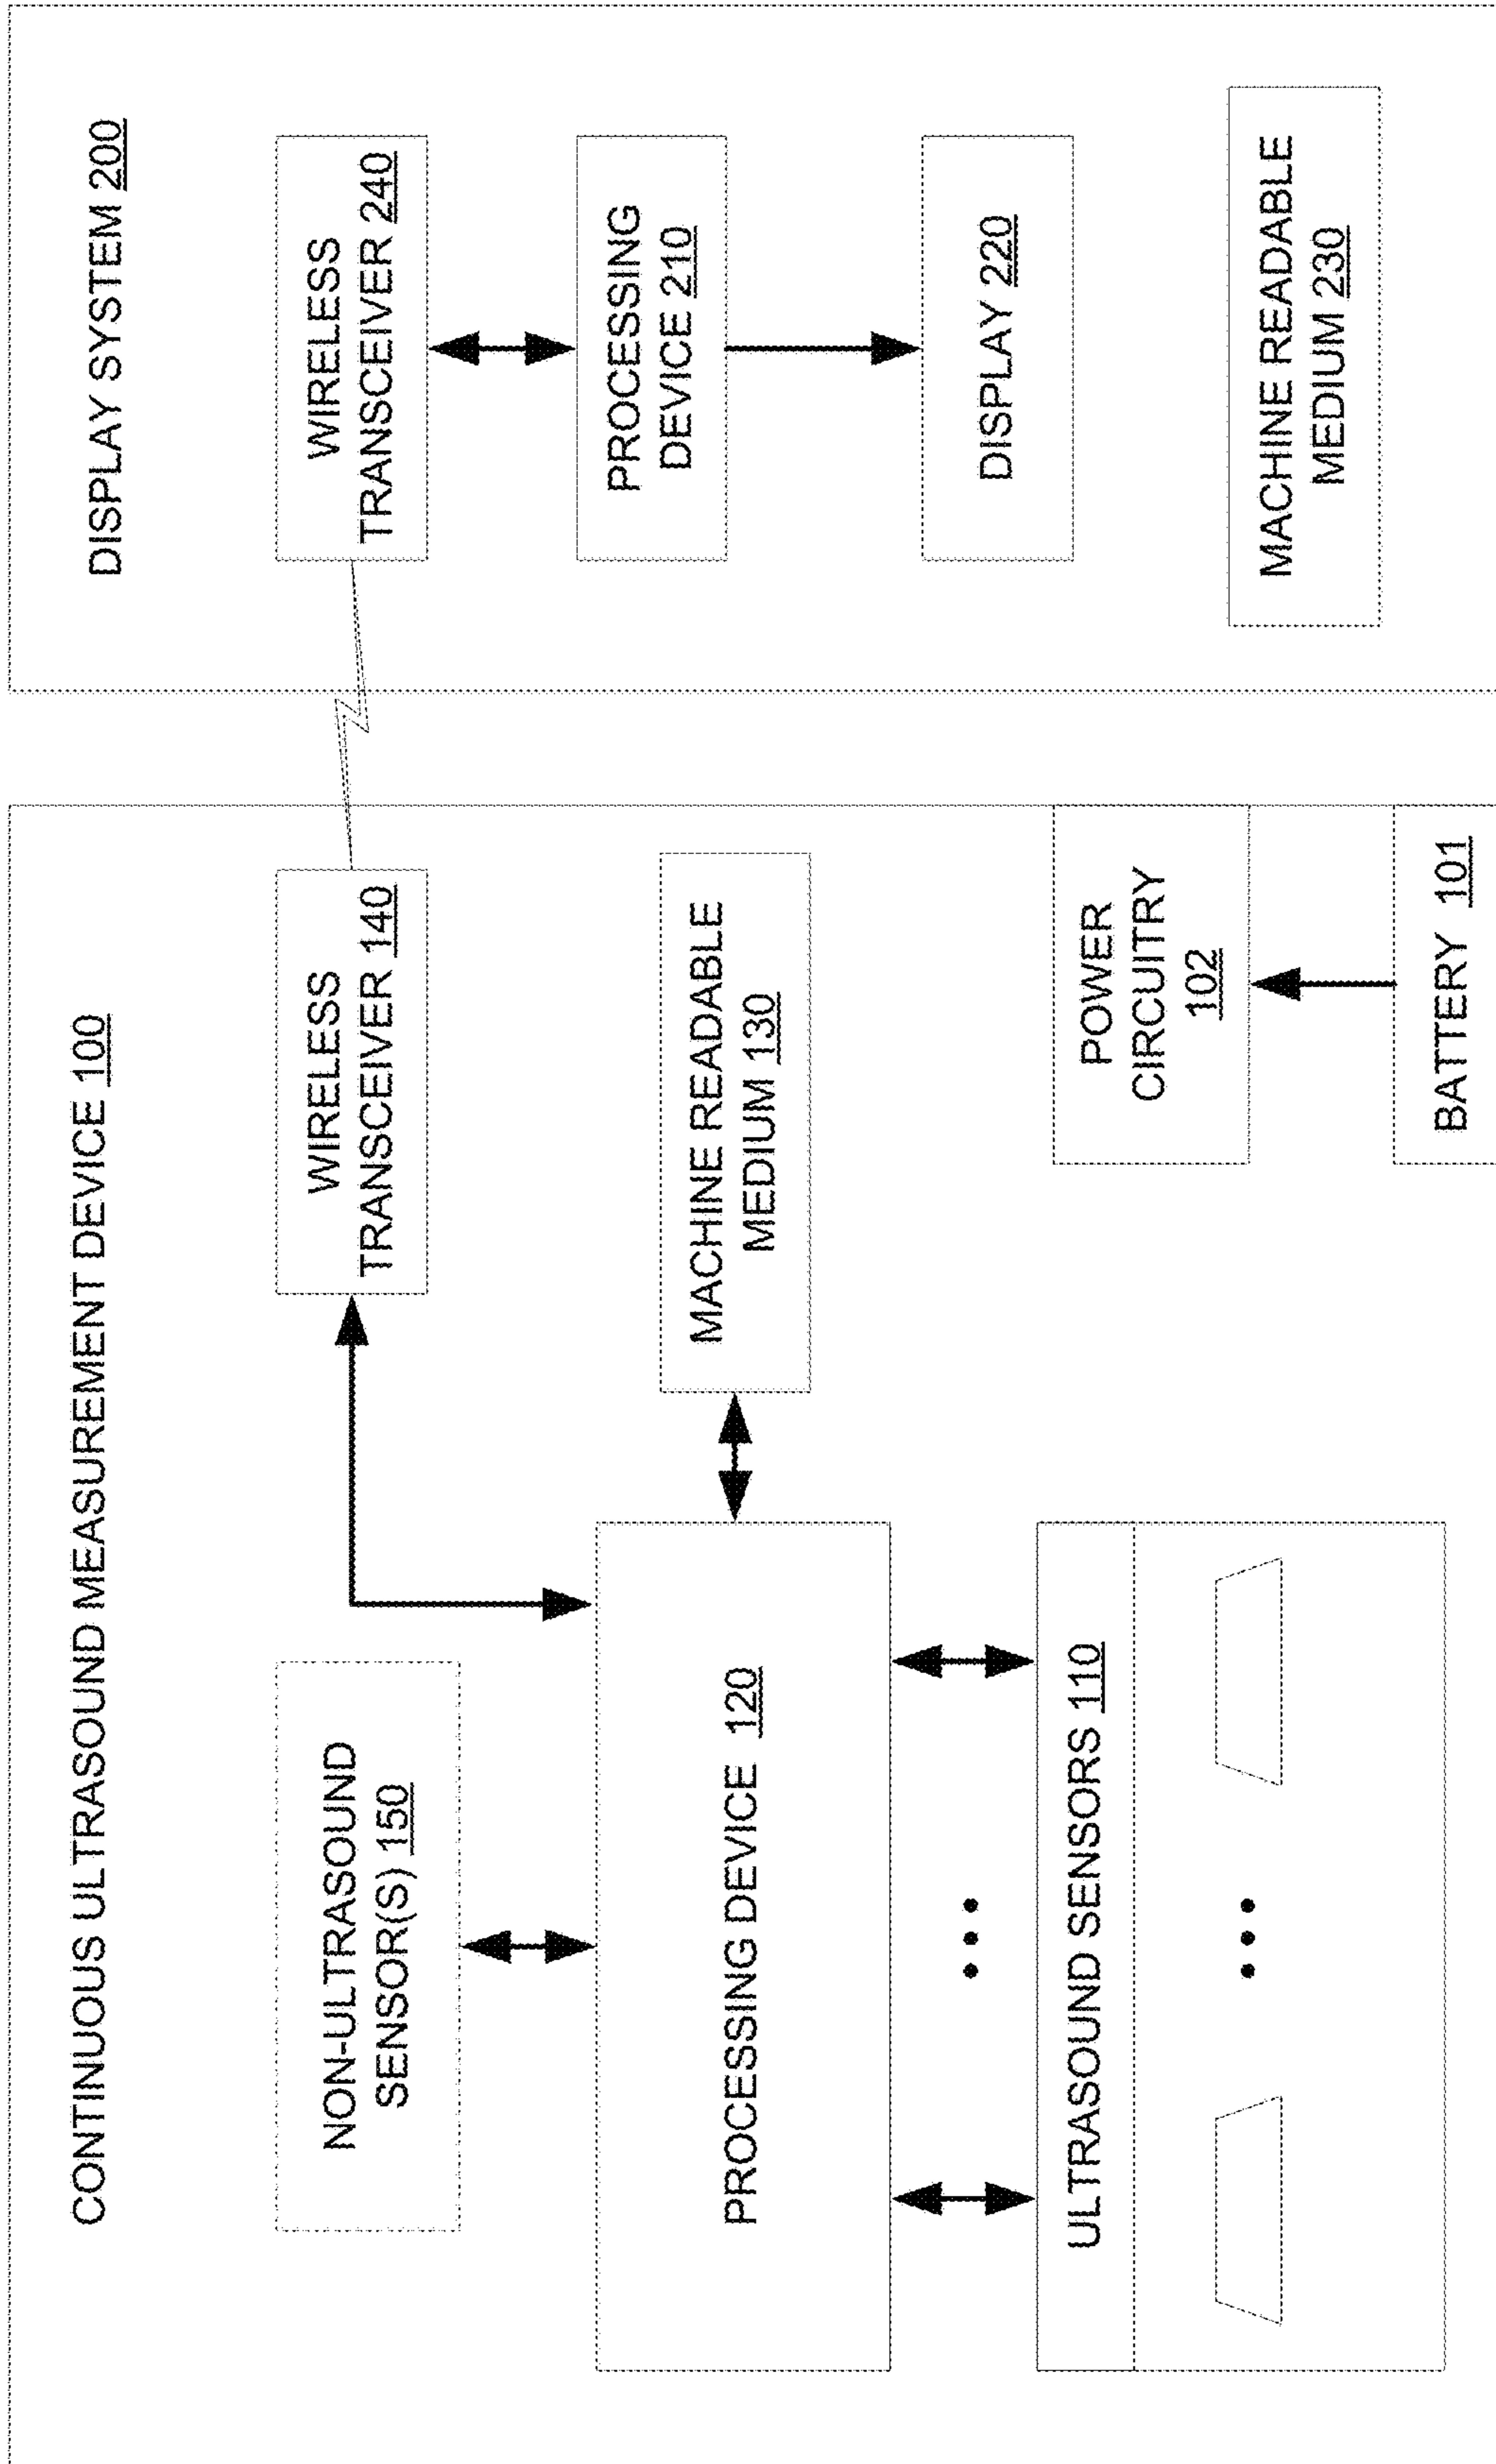 CONTINUOUS ULTRASOUND MEASUREMENT DEVICE 100
NON-ULTRASOUND
SENSOR(S) 150
WIRELESS
TRANSCEIVER 140
PROCESSING DEVICE 120
MACHINE READABLE
MEDIUM 130
ULTRASOUND SENSORS 110
POWER
CIRCUITRY
102
BATTERY 101
DISPLAY SYSTEM 200
WIRELESS
TRANSCEIVER 240
PROCESSING
DEVICE 210
DISPLAY 220
MACHINE READABLE
MEDIUM 230